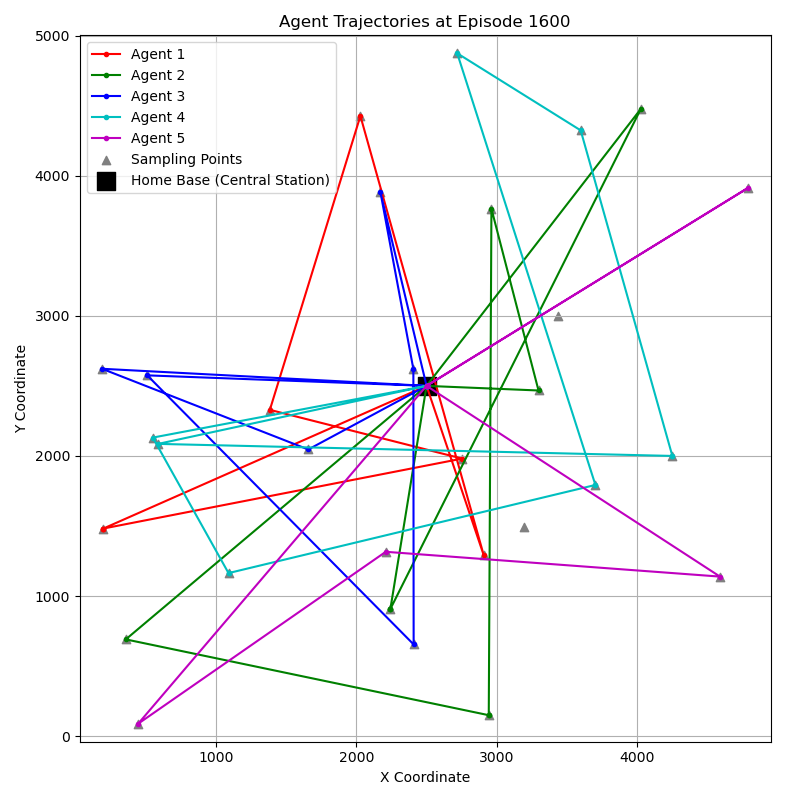 Agent Trajectories at Episode 1600
5000
4000
3000
2000
1000
0
Y Coordinate
Agent 1
Agent 2
Agent 3
Agent 4
Agent 5
Sampling Points
Home Base (Central Station)
1000 2000 3000 4000
X Coordinate